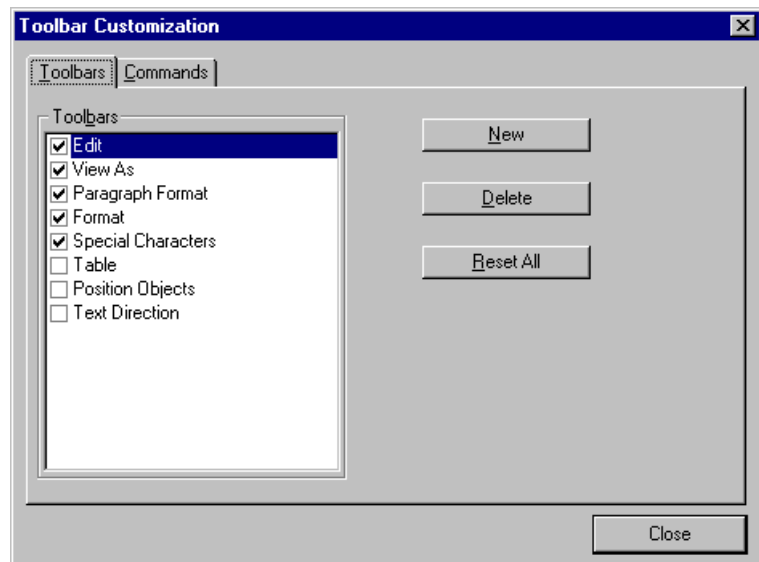 Toolbar Customization
Toolbars Commands
Toolbars
Edit
View As
Paragraph Format
Format
Special Characters
Table
Position Objects
Text Direction
New
Delete
Reset All
Close